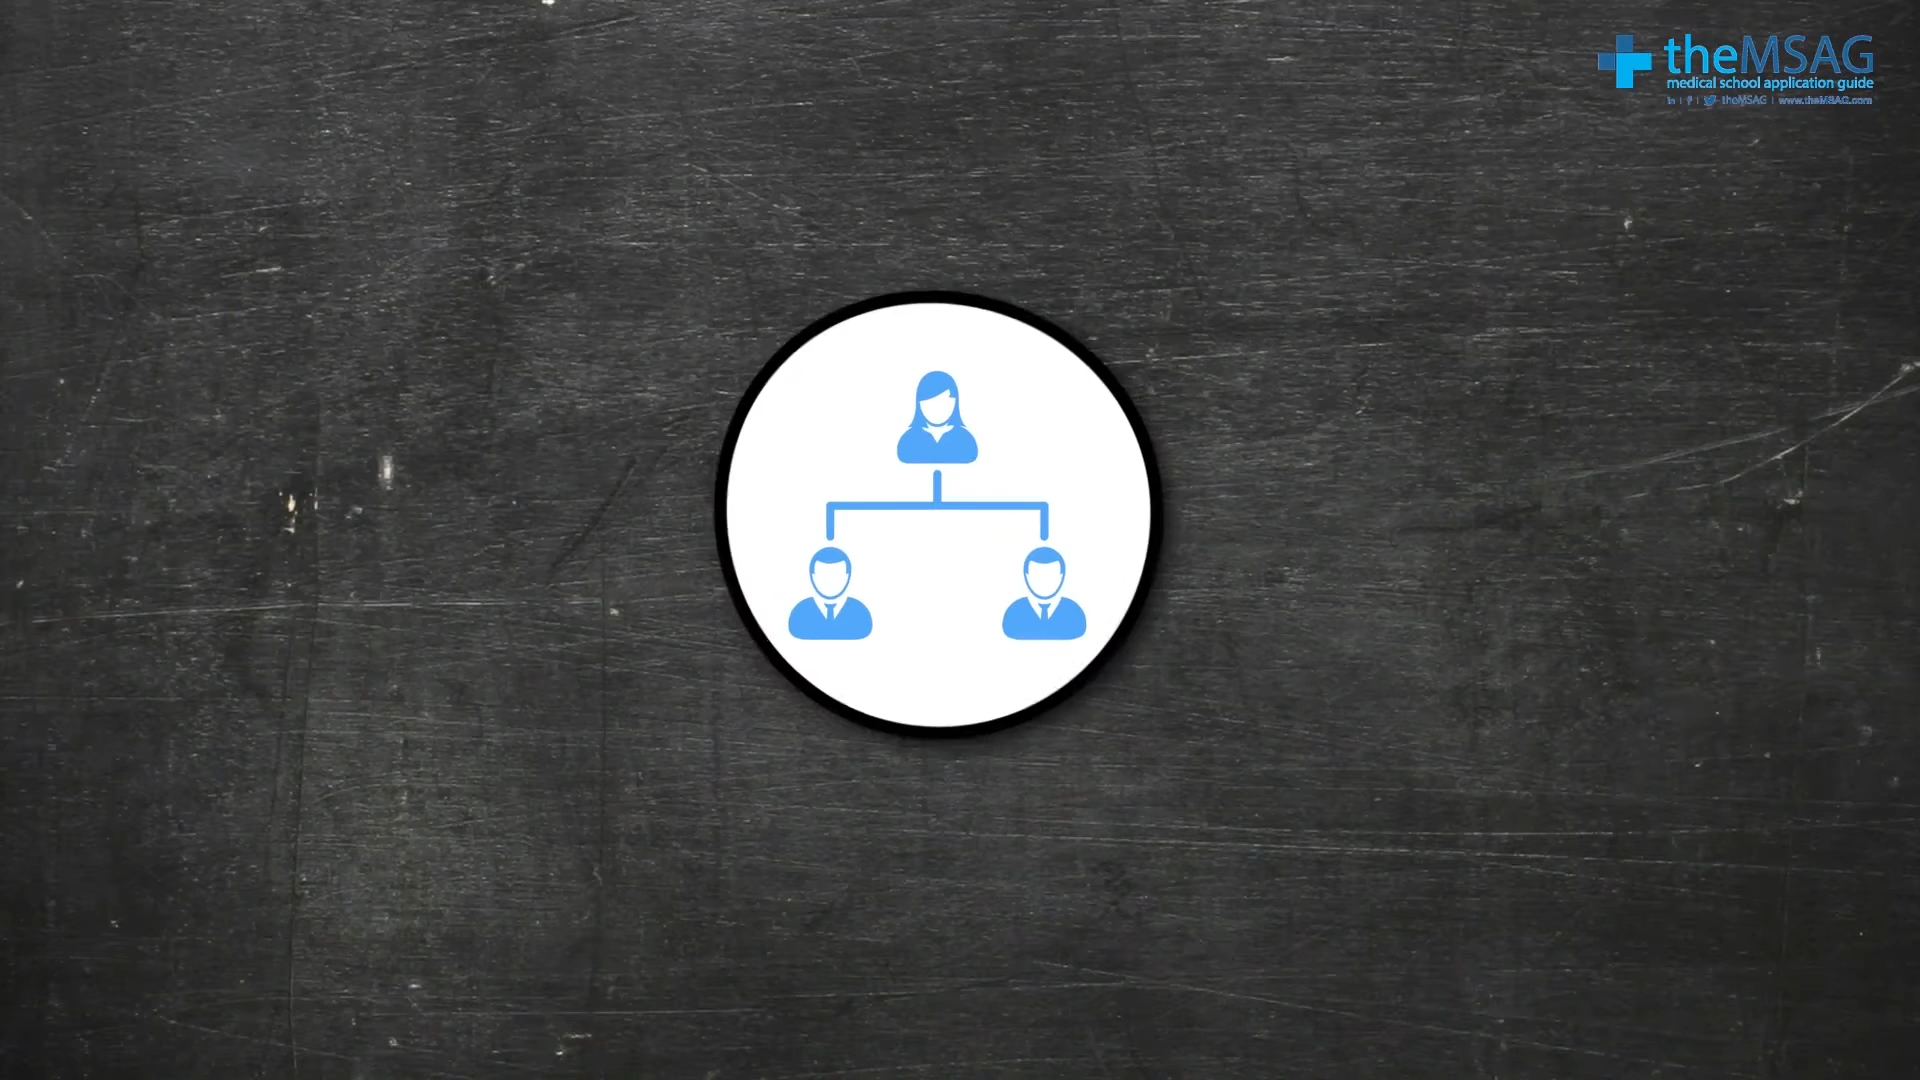 theMSAG
medical school application guide
theMSAG | www.theMSAG.com